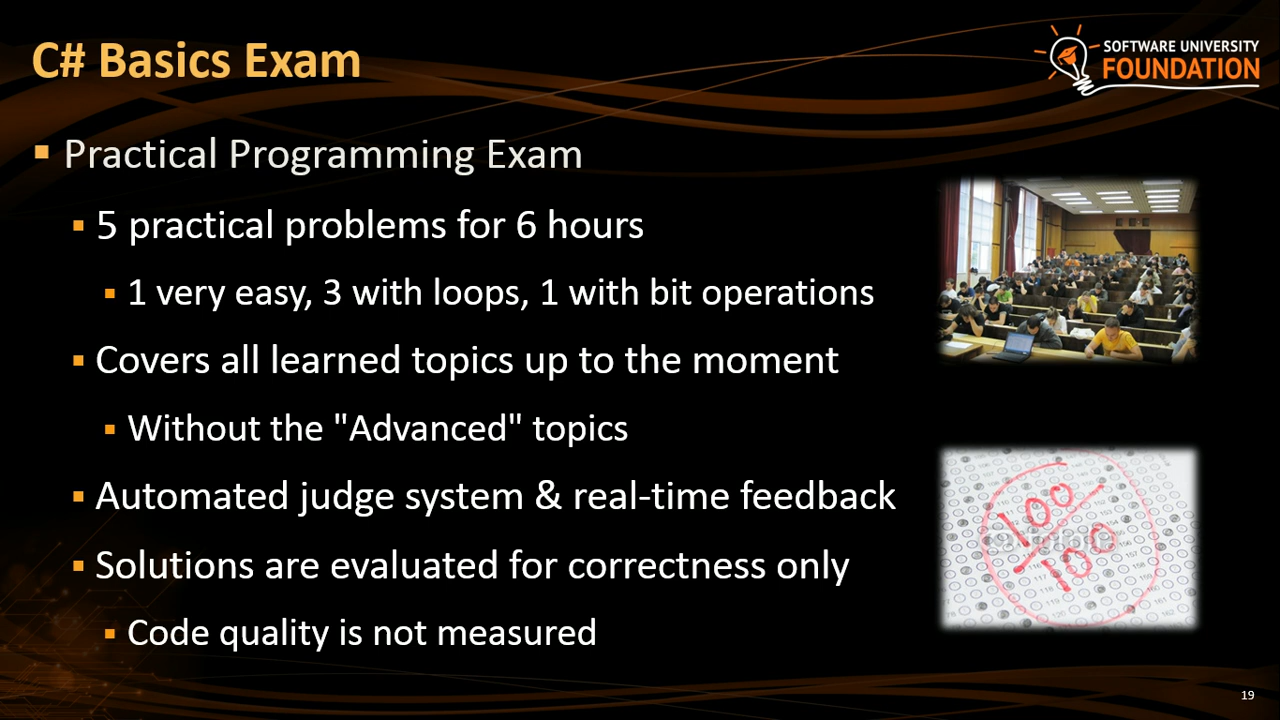 C# Basics Exam
SOFTWARE UNIVERSITY
FOUNDATION
Practical Programming Exam
5 practical problems for 6 hours
1 very easy, 3 with loops, 1 with bit operations
Covers all learned topics up to the moment
Without the "Advanced" topics
Automated judge system & real-time feedback
Solutions are evaluated for correctness only
Code quality is not measured
100
100
19